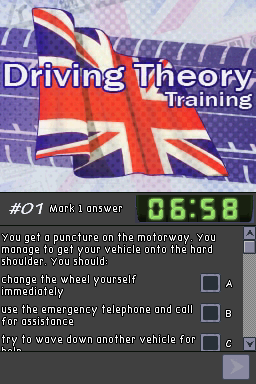 Driving Theory
Training
#01 Mark 1 answer 06:58
You get a puncture on the motorway. You
manage to get your vehicle onto the hard
shoulder. You should:
change the wheel yourself
immediately
A
use the emergency telephone and call
for assistance
B
try to wave down another vehicle for
help
C